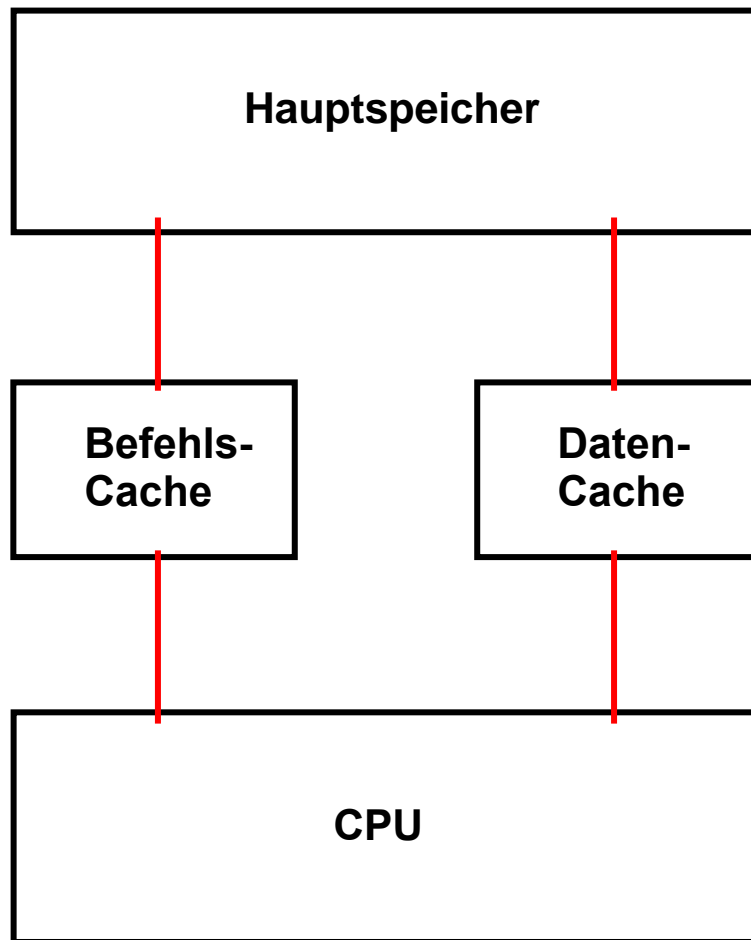 Hauptspeicher
Befehls-
Cache
Daten-
Cache
CPU